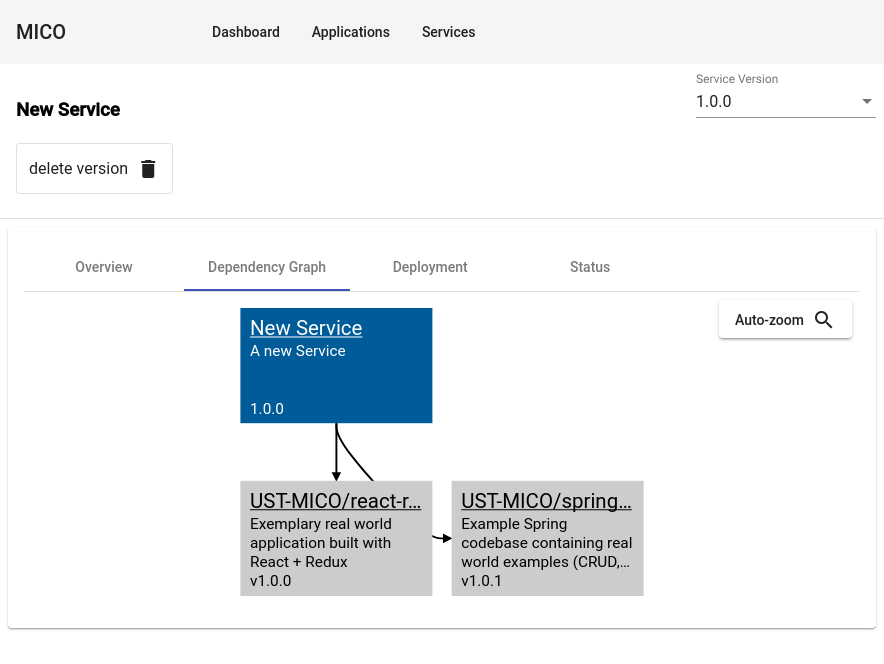 MICO
Dashboard
Applications
Services
Service Version
1.0.0
New Service
delete version
Overview
Dependency Graph
Deployment
Status
Auto-zoom
New Service
A new Service
1.0.0
UST-MICO/react-r...
Exemplary real world
application built with
React + Redux
v1.0.0
UST-MICO/spring...
Example Spring
codebase containing real
world examples (CRUD,...
v1.0.1